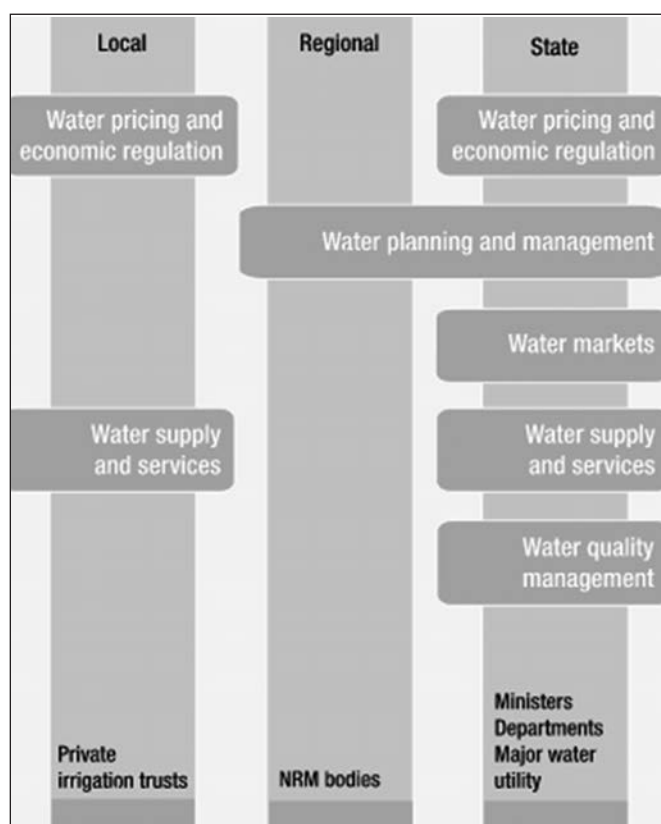 Local
Regional
State
Water pricing and
economic regulation
Water pricing and
economic regulation
Water planning and management
Water markets
Water supply
and services
Water supply
and services
Water quality
management
Private
irrigation trusts
NRM bodies
Ministers
Departments
Major water
utility